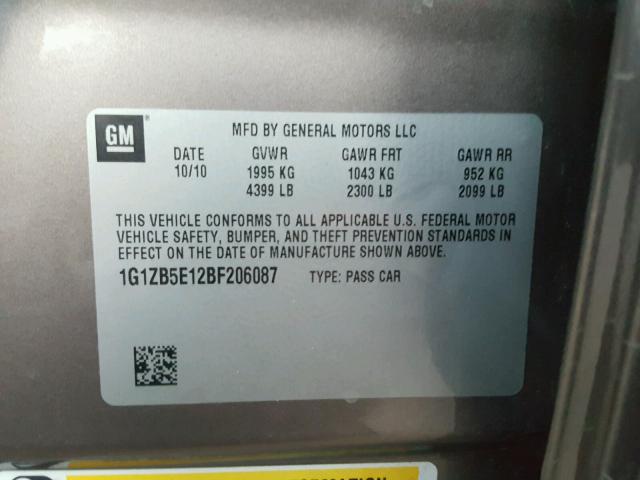 GM ®
MFD BY GENERAL MOTORS LLC
DATE GVWR GAWR FRT GAWR RR
10/10 1995 KG 1043 KG 952 KG
4399 LB 2300 LB 2099 LB
THIS VEHICLE CONFORMS TO ALL APPLICABLE U.S. FEDERAL MOTOR
VEHICLE SAFETY, BUMPER, AND THEFT PREVENTION STANDARDS IN
EFFECT ON THE DATE OF MANUFACTURE SHOWN ABOVE.
1G1ZB5E12BF206087 TYPE: PASS CAR